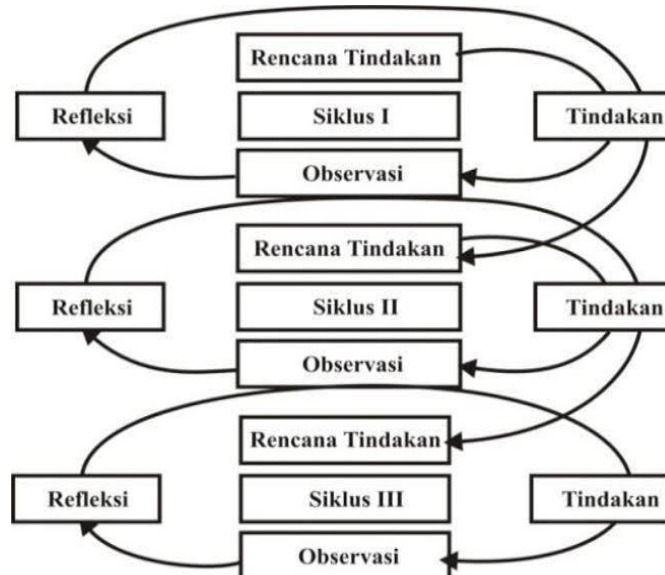 Rencana Tindakan
Refleksi
Siklus I
Tindakan
Observasi
Rencana Tindakan
Refleksi
Siklus II
Tindakan
Observasi
Rencana Tindakan
Refleksi
Siklus III
Tindakan
Observasi